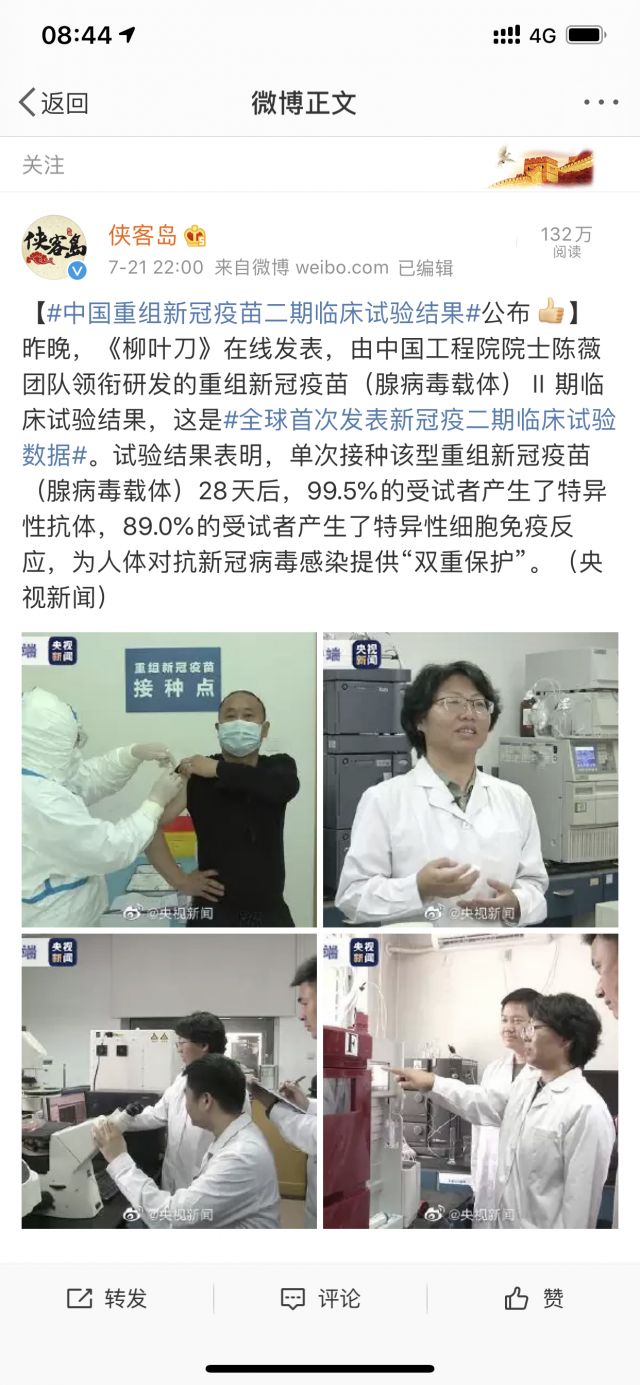 08:44
4G
返回
微博正文
关注
侠客岛
侠客岛
132万
阅读
7-21 22:00 来自微博 weibo.com 已编辑
【#中国重组新冠疫苗二期临床试验结果#公布👍】
昨晚，《柳叶刀》在线发表，由中国工程院院士陈薇
团队领衔研发的重组新冠疫苗（腺病毒载体）Ⅱ 期临
床试验结果，这是#全球首次发表新冠疫二期临床试验
数据#。试验结果表明，单次接种该型重组新冠疫苗
（腺病毒载体）28天后，99.5%的受试者产生了特异
性抗体，89.0%的受试者产生了特异性细胞免疫反
应，为人体对抗新冠病毒感染提供“双重保护”。（央
视新闻）
端 央视新闻
重组新冠疫苗
接种点
@央视新闻
端 央视新闻
@央视新闻
端 央视新闻
@央视新闻
端 央视新闻
F
@央视新闻
转发
评论
赞